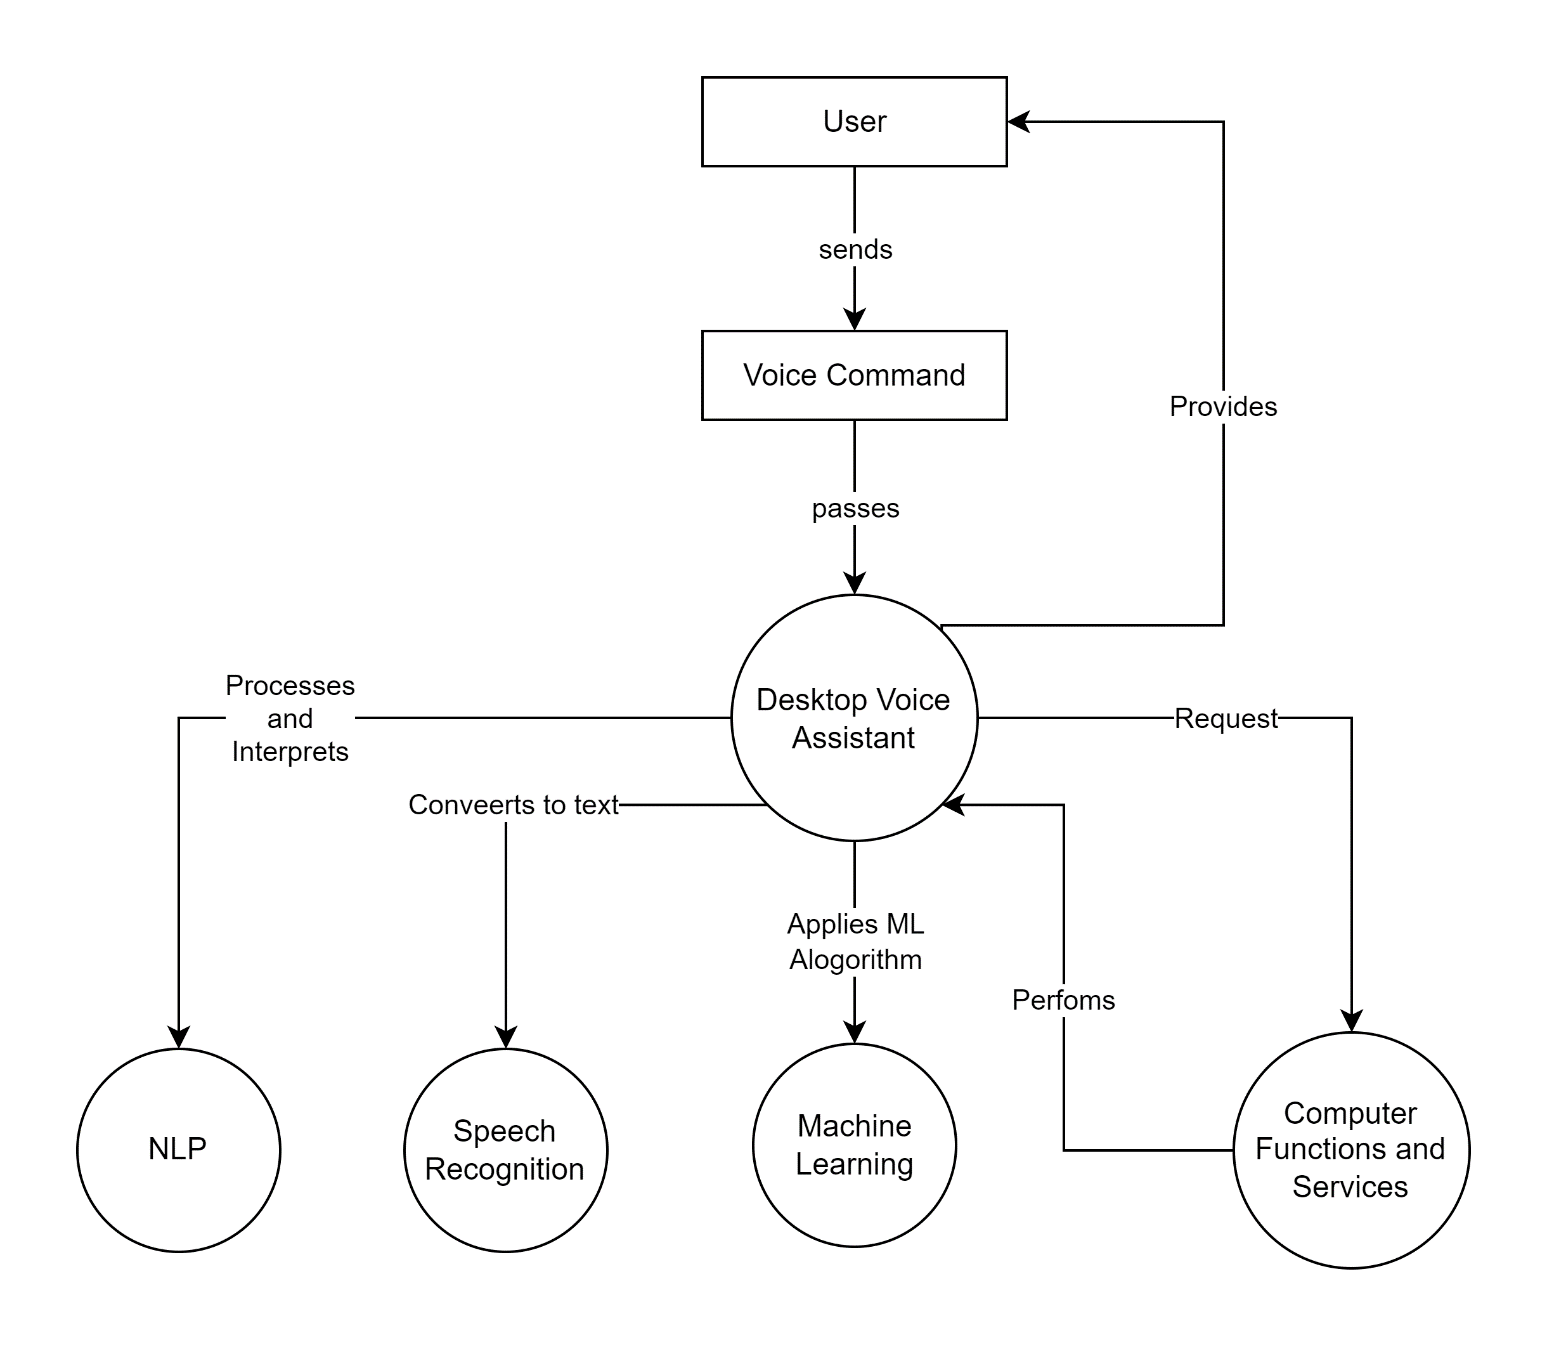 User
sends
Voice Command
Provides
passes
Desktop Voice
Assistant
Processes
and
Interprets
Request
Conveerts to text
Applies ML
Alogorithm
Perfoms
NLP
Speech
Recognition
Machine
Learning
Computer
Functions and
Services